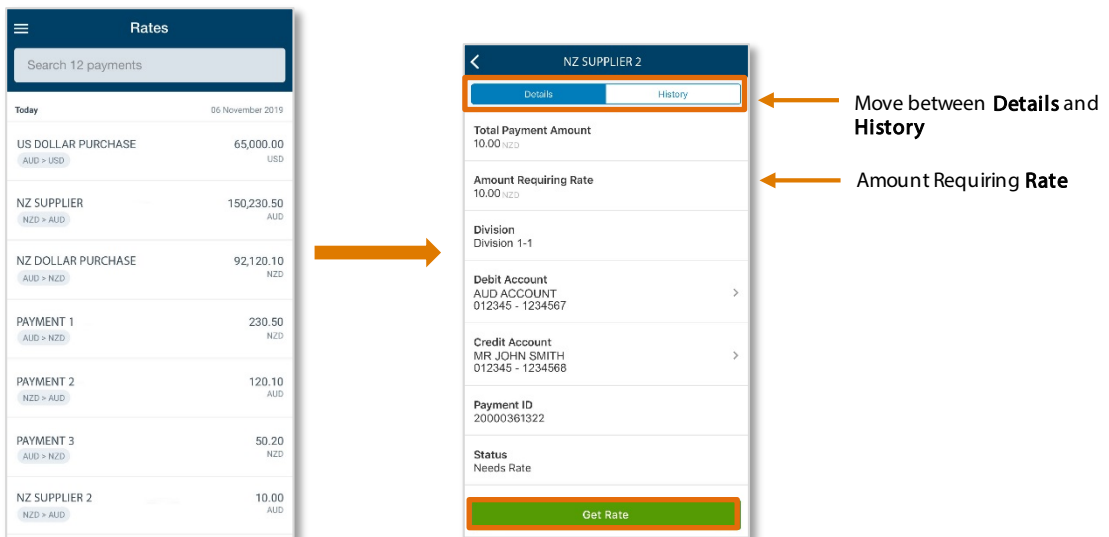 Rates
Search 12 payments
Today 06 November 2019
US DOLLAR PURCHASE 65,000.00
AUD > USD USD
NZ SUPPLIER 150,230.50
NZD > AUD AUD
NZ DOLLAR PURCHASE 92,120.10
AUD > NZD NZD
PAYMENT 1 230.50
AUD > NZD NZD
PAYMENT 2 120.10
NZD > AUD AUD
PAYMENT 3 50.20
AUD > NZD NZD
NZ SUPPLIER 2 10.00
NZD > AUD AUD
NZ SUPPLIER 2
Details History
Total Payment Amount
10.00 NZD
Amount Requiring Rate
10.00 NZD
Division
Division 1-1
Debit Account
AUD ACCOUNT
012345 - 1234567
Credit Account
MR JOHN SMITH
012345 - 1234568
Payment ID
20000361322
Status
Needs Rate
Get Rate
Move between Details and
History
Amount Requiring Rate